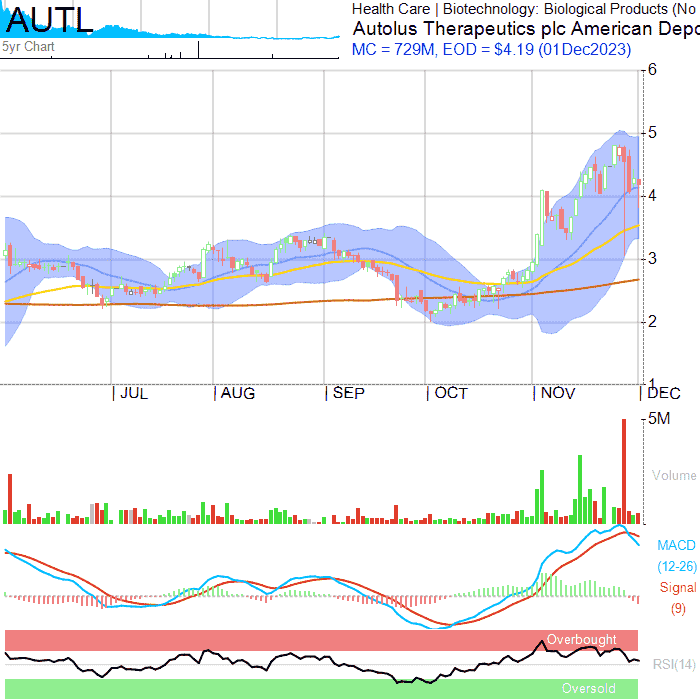 AUTL
5yr Chart
Health Care | Biotechnology: Biological Products (No
Autolus Therapeutics plc American Depo
MC = 729M, EOD = $4.19 (01Dec2023)
6
5
4
3
2
1
| JUL | AUG | SEP | OCT | NOV | DEC
5M
Volume
MACD
(12-26)
Signal
(9)
Overbought
RSI(14)
Oversold